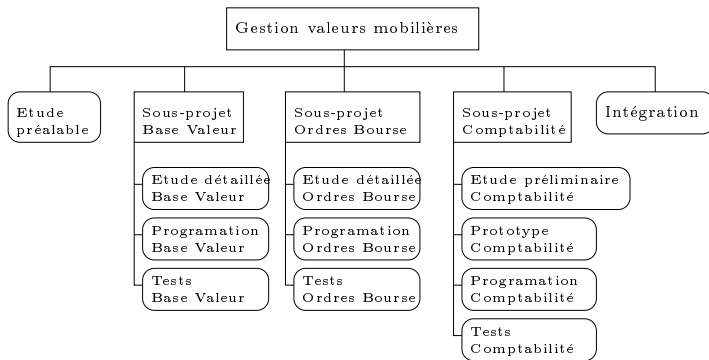 Gestion valeurs mobilières
Etude
préalable
Sous-projet
Base Valeur
Sous-projet
Ordres Bourse
Sous-projet
Comptabilité
Intégration
Etude détaillée
Base Valeur
Programation
Base Valeur
Tests
Base Valeur
Etude détaillée
Ordres Bourse
Programation
Ordres Bourse
Tests
Ordres Bourse
Etude préliminaire
Comptabilité
Prototype
Comptabilité
Programation
Comptabilité
Tests
Comptabilité